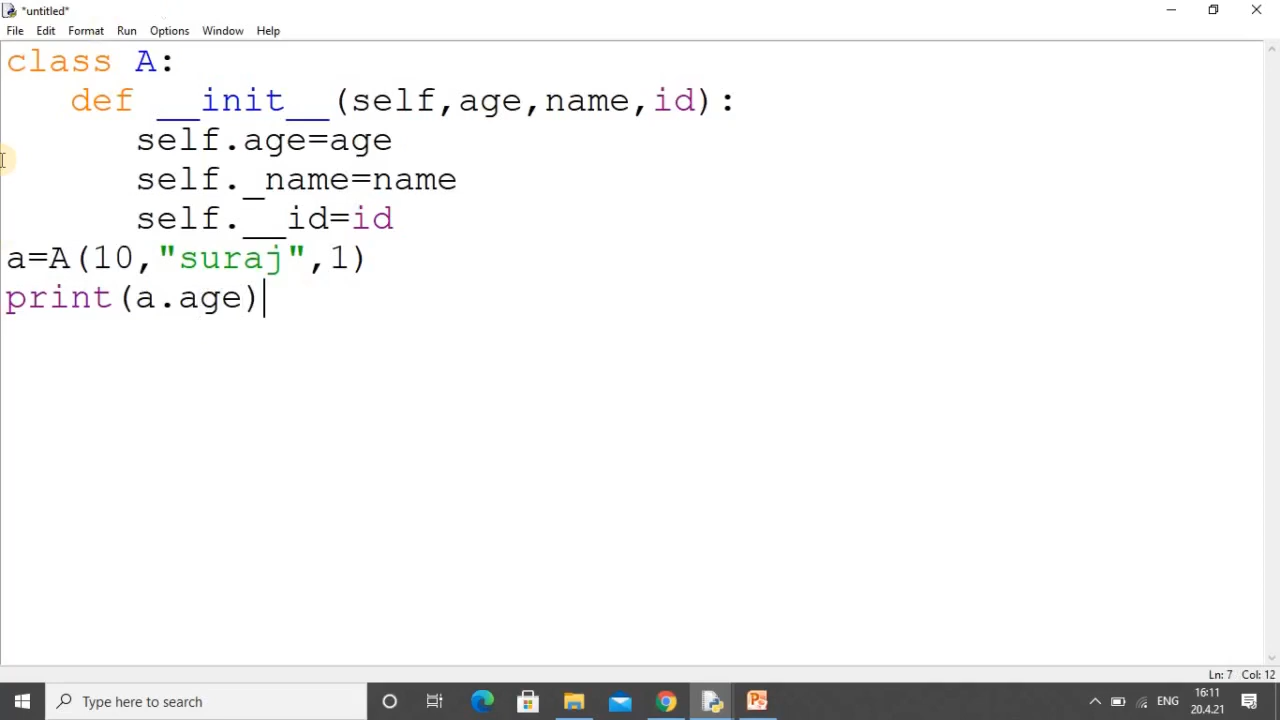 *untitled*
File Edit Format Run Options Window Help
class A:
   def __init__(self,age,name,id):
      self.age=age
      self._name=name
      self.__id=id
a=A(10,"suraj",1)
print(a.age)
Ln: 7 Col: 12
Type here to search
ENG
16:11
20.4.21